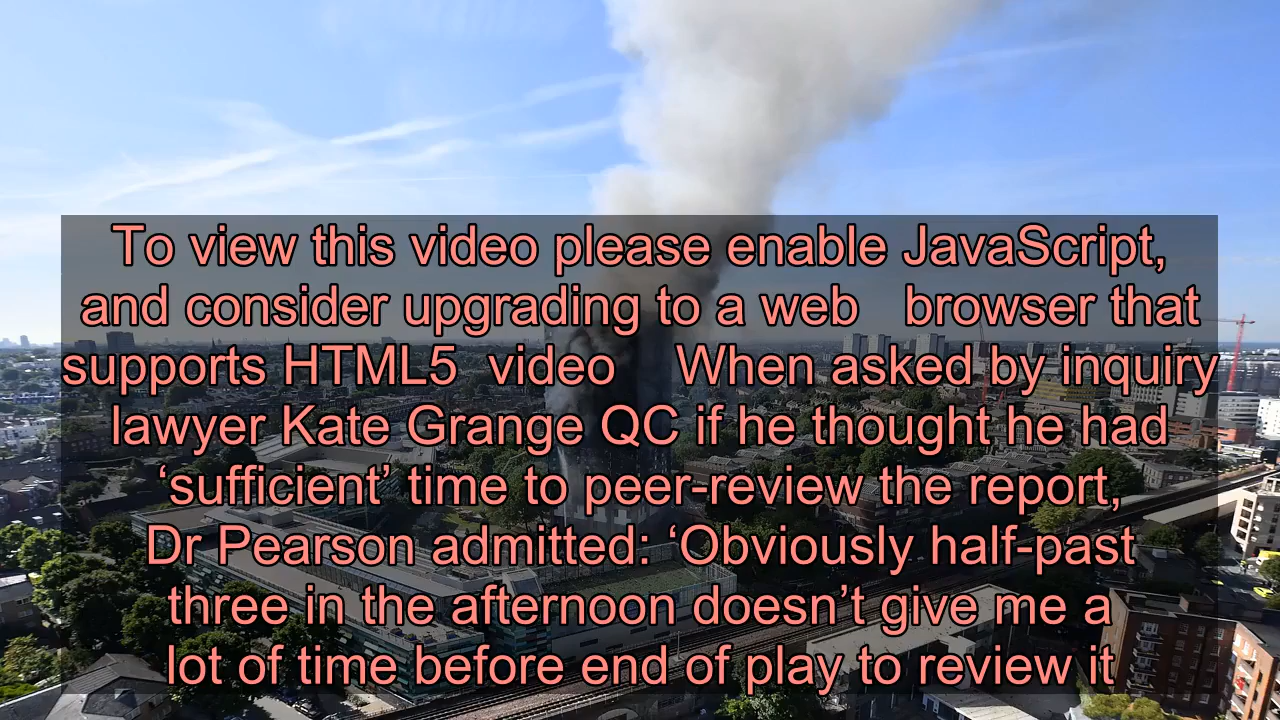 To view this video please enable JavaScript,
and consider upgrading to a web   browser that
supports HTML5  video    When asked by inquiry
lawyer Kate Grange QC if he thought he had
‘sufficient’ time to peer-review the report,
Dr Pearson admitted: ‘Obviously half-past
three in the afternoon doesn’t give me a
lot of time before end of play to review it